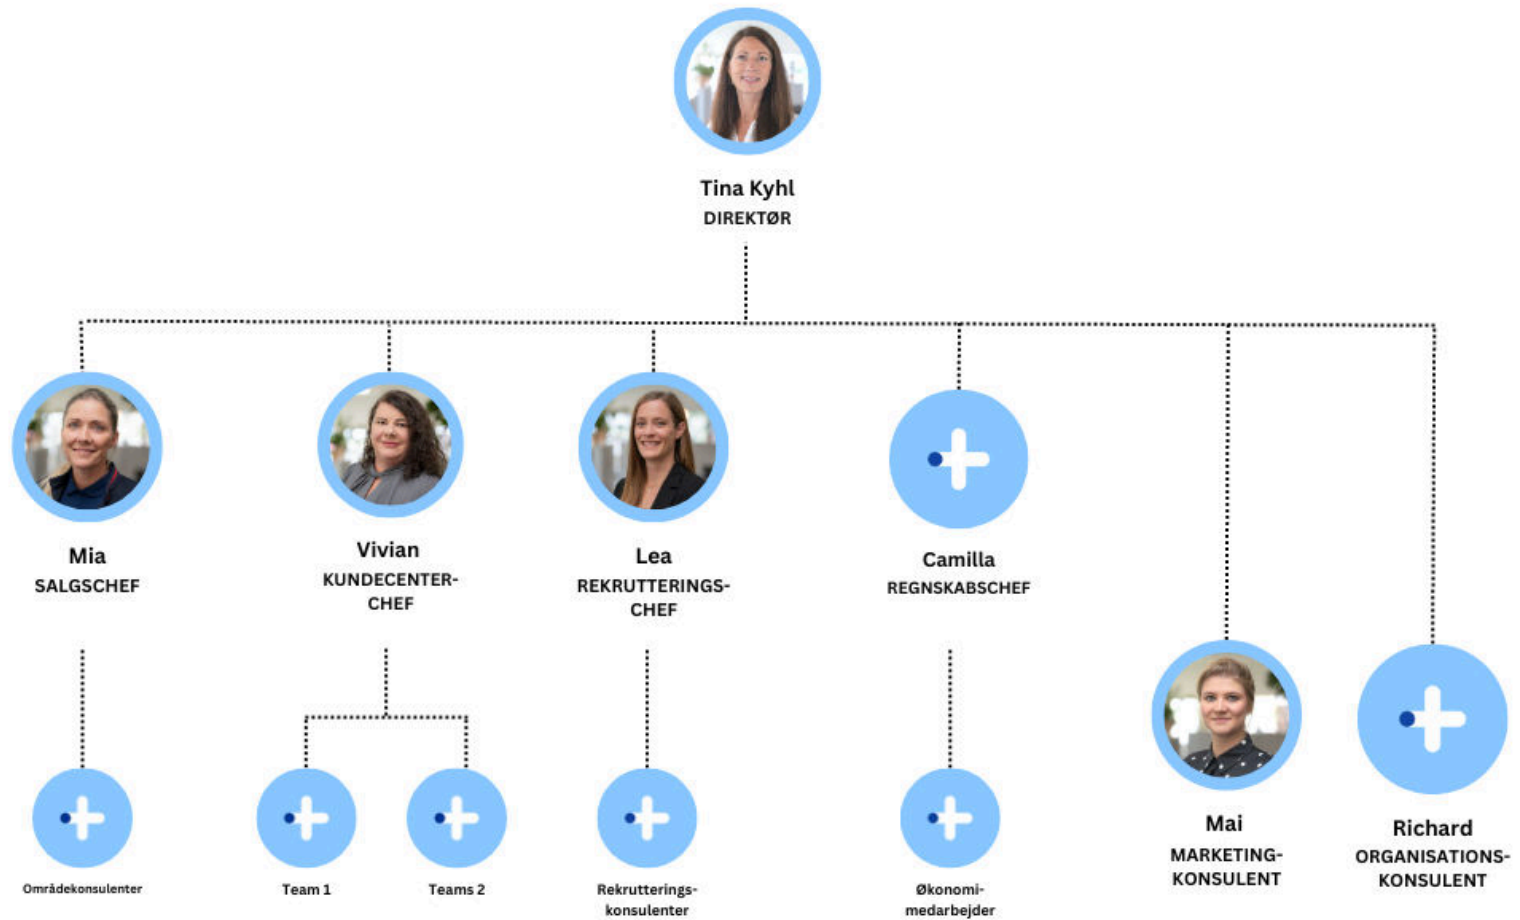 Tina Kyhl
DIREKTØR
Mia
SALGSCHEF
Vivian
KUNDECENTER-
CHEF
Lea
REKRUTTERINGS-
CHEF
Camilla
REGNSKABSCHEF
Mai
MARKETING-
KONSULENT
Richard
ORGANISATIONS-
KONSULENT
Områdekonsulenter
Team 1
Teams 2
Rekrutterings-
konsulenter
Økonomi-
medarbejder